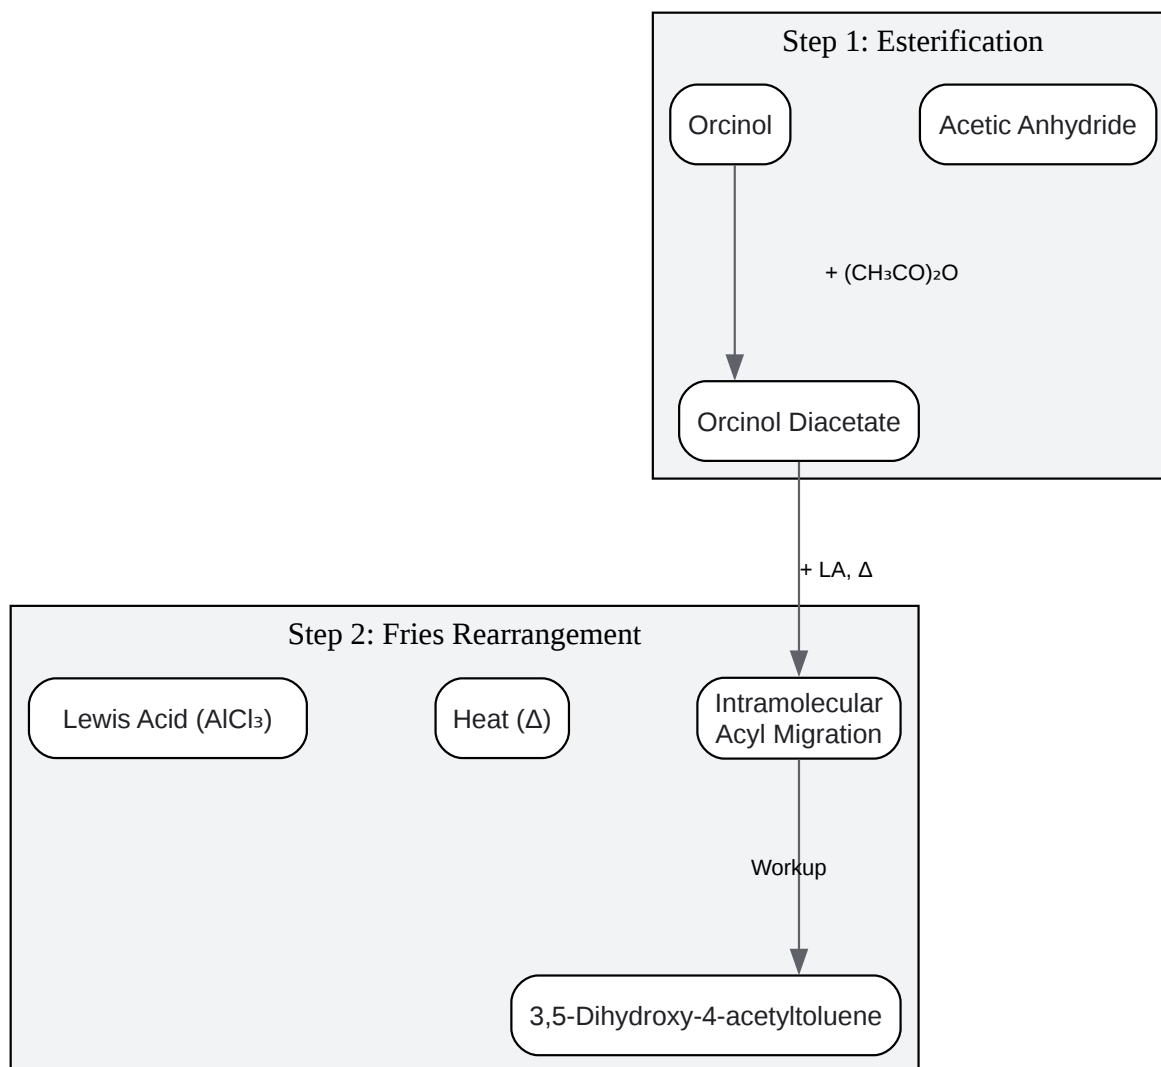 Step 1: Esterification
Orcinol
Acetic Anhydride
+ (CH₃CO)₂O
Orcinol Diacetate
+ LA, Δ
Step 2: Fries Rearrangement
Lewis Acid (AlCl₃)
Heat (Δ)
Intramolecular
Acyl Migration
Workup
3,5-Dihydroxy-4-acetyltoluene